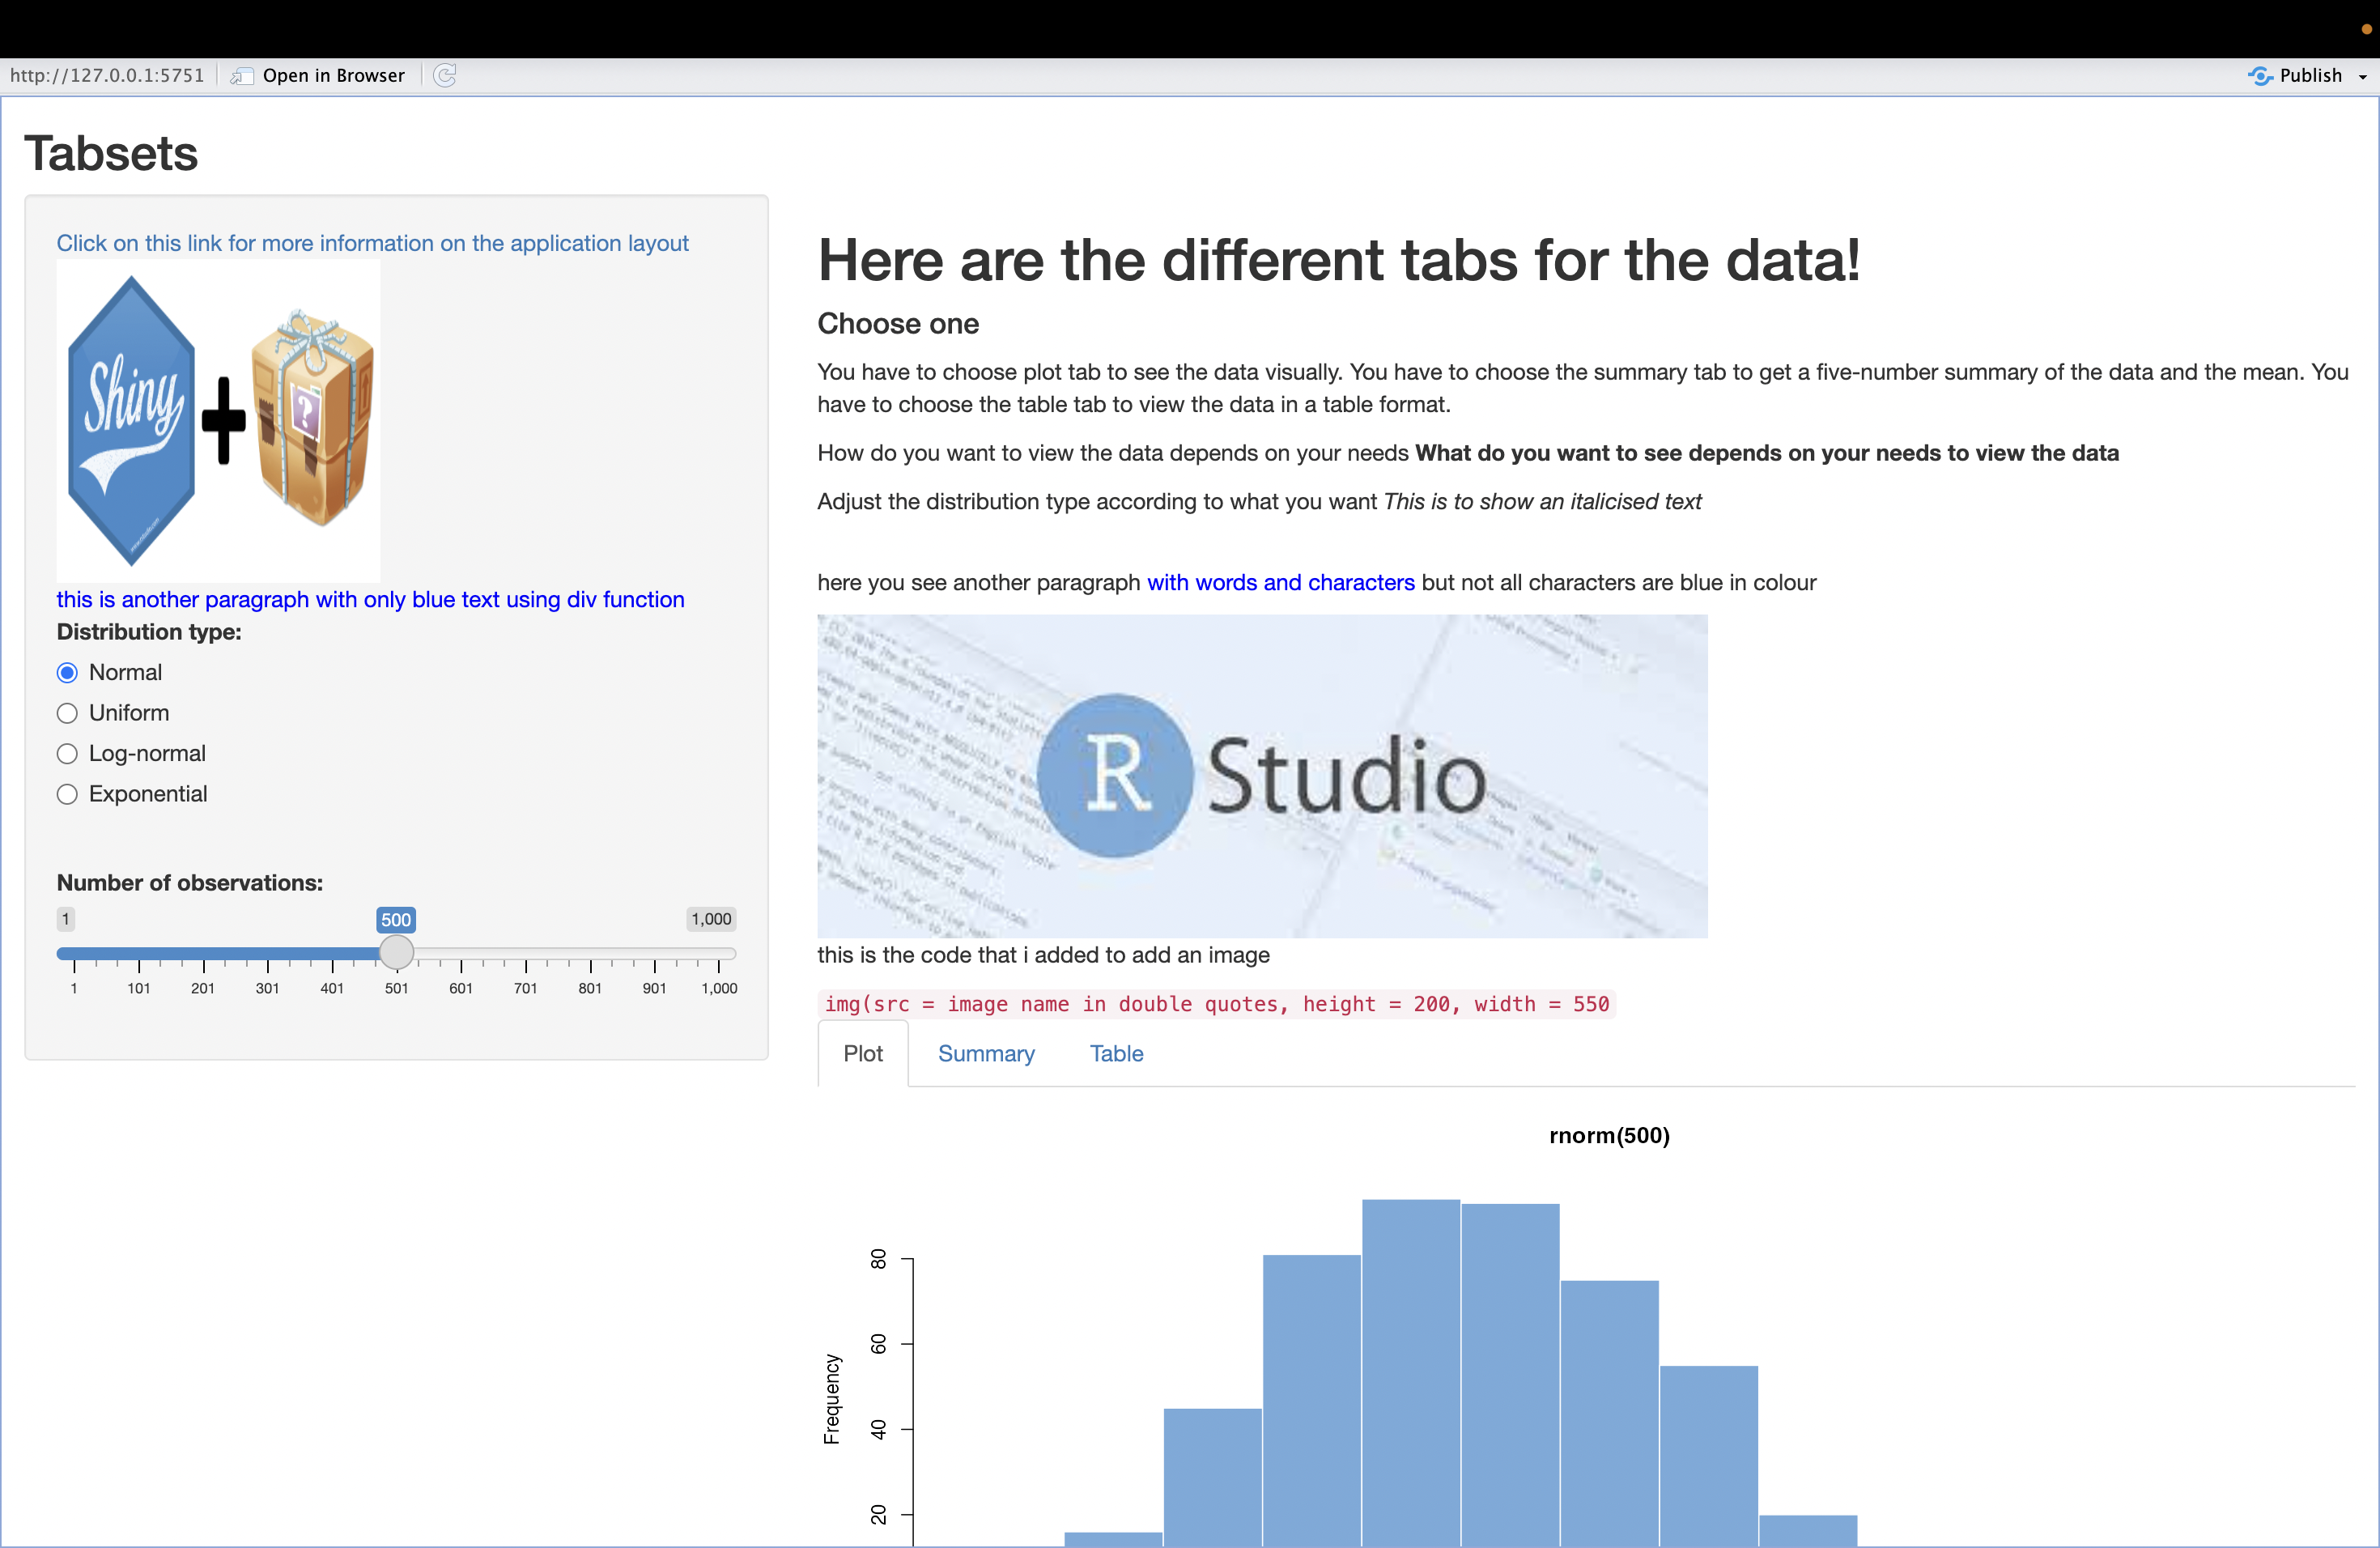 http://127.0.0.1:5751 Open in Browser Publish
Tabsets
Click on this link for more information on the application layout
Shiny
this is another paragraph with only blue text using div function
Distribution type:
Normal
Uniform
Log-normal
Exponential
Number of observations:
1 500 1,000
1 101 201 301 401 501 601 701 801 901 1,000
Here are the different tabs for the data!
Choose one
You have to choose plot tab to see the data visually. You have to choose the summary tab to get a five-number summary of the data and the mean. You
have to choose the table tab to view the data in a table format.
How do you want to view the data depends on your needs What do you want to see depends on your needs to view the data
Adjust the distribution type according to what you want This is to show an italicised text
here you see another paragraph with words and characters but not all characters are blue in colour
R Studio
this is the code that i added to add an image
img(src = image name in double quotes, height = 200, width = 550
Plot Summary Table
rnorm(500)
Frequency
80
60
40
20